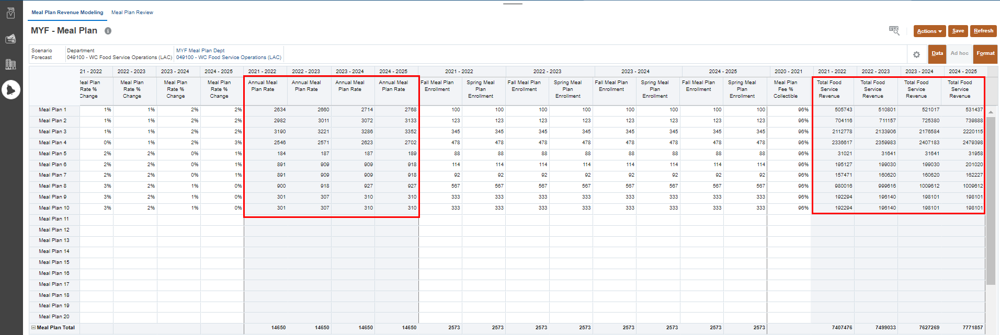 Meal Plan Revenue Modeling Meal Plan Review
MYF - Meal Plan
Actions Save Refresh
Scenario Department MYF Meal Plan Dept
Forecast 049100 - WC Food Service Operations (LAC) 049100 - WC Food Service Operations (LAC)
Data Ad hoc Format
21 - 2022 2022 - 2023 2023 - 2024 2024 - 2025 2021 - 2022 2022 - 2023 2023 - 2024 2024 - 2025 2021 - 2022 2022 - 2023 2023 - 2024 2024 - 2025 2020 - 2021 2021 - 2022 2022 - 2023 2023 - 2024 2024 - 2025
Meal Plan Meal Plan Meal Plan Meal Plan Annual Meal Annual Meal Annual Meal Annual Meal Fall Meal Plan Spring Meal Fall Meal Plan Spring Meal Fall Meal Plan Spring Meal Fall Meal Plan Spring Meal Meal Plan Total Food Total Food Total Food Total Food
Rate % Rate % Rate % Rate % Plan Rate Plan Rate Plan Rate Plan Rate Enrollment Plan Enrollment Plan Enrollment Plan Enrollment Plan Fee % Service Service Service Service
Change Change Change Change Enrollment Enrollment Enrollment Enrollment Collectible Revenue Revenue Revenue Revenue
Meal Plan 1 1% 1% 2% 2% 2634 2660 2714 2768 100 100 100 100 100 100 100 100 96% 505743 510801 521017 531437
Meal Plan 2 1% 1% 2% 2% 2982 3011 3072 3133 123 123 123 123 123 123 123 123 96% 704116 711157 725380 739888
Meal Plan 3 1% 1% 2% 2% 3190 3221 3286 3352 345 345 345 345 345 345 345 345 96% 2112778 2133906 2176584 2220115
Meal Plan 4 0% 1% 2% 3% 2546 2571 2623 2702 478 478 478 478 478 478 478 478 96% 2336617 2359983 2407183 2479398
Meal Plan 5 2% 2% 0% 1% 184 187 187 189 88 88 88 88 88 88 88 88 96% 31021 31641 31641 31958
Meal Plan 6 2% 2% 0% 1% 891 909 909 918 114 114 114 114 114 114 114 114 96% 195127 199030 199030 201020
Meal Plan 7 2% 2% 0% 1% 891 909 909 918 92 92 92 92 92 92 92 92 96% 157471 160620 160620 162227
Meal Plan 8 3% 2% 1% 0% 900 918 927 927 567 567 567 567 567 567 567 567 96% 980016 999616 1009612 1009612
Meal Plan 9 3% 2% 1% 0% 301 307 310 310 333 333 333 333 333 333 333 333 96% 192294 196140 198101 198101
Meal Plan 10 3% 2% 1% 0% 301 307 310 310 333 333 333 333 333 333 333 333 96% 192294 196140 198101 198101
Meal Plan 11
Meal Plan 12
Meal Plan 13
Meal Plan 14
Meal Plan 15
Meal Plan 16
Meal Plan 17
Meal Plan 18
Meal Plan 19
Meal Plan 20
Meal Plan Total 14650 14650 14650 14650 2573 2573 2573 2573 2573 2573 2573 2573 7407476 7499033 7627269 7771857